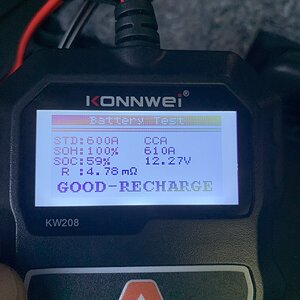 KONNWEI®
Battery Test
STD:600A CCA
SOH:100% 610A
SOC:59% 12.27V
R :4.78mΩ
GOOD-RECHARGE
KW208